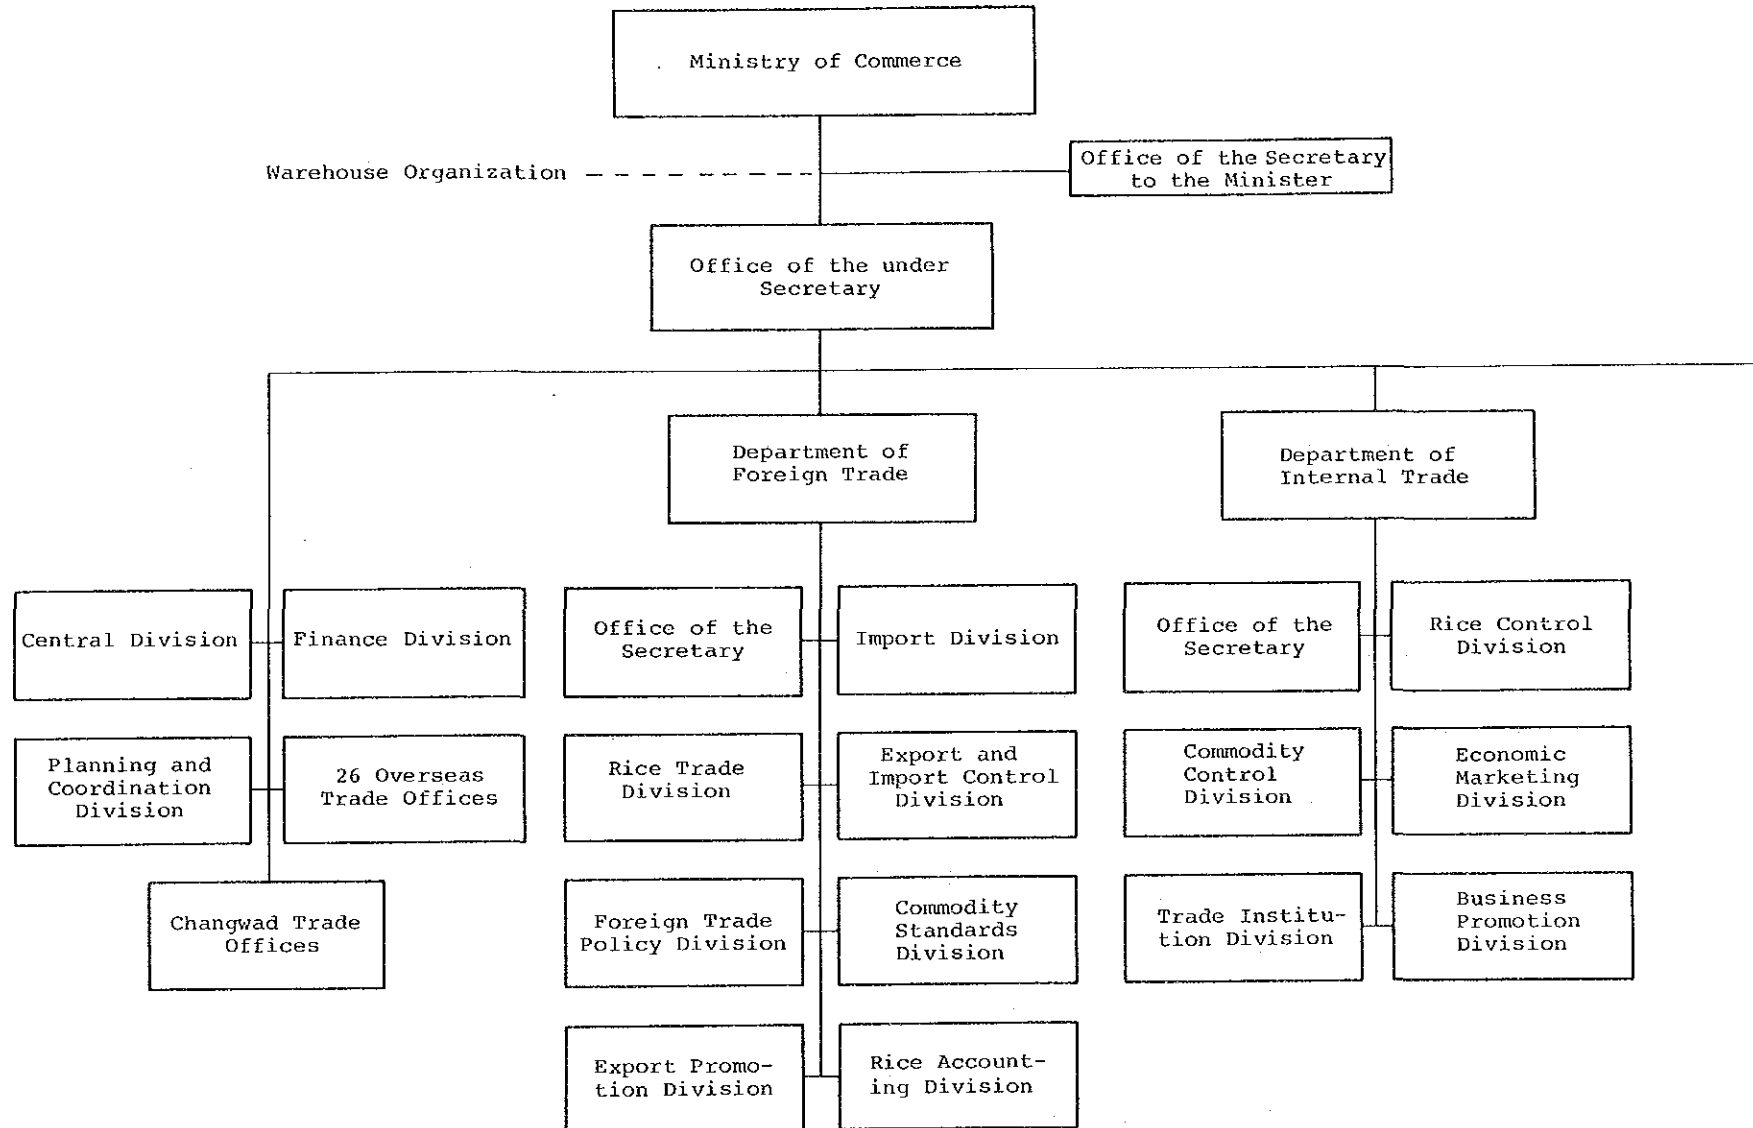 Ministry of Commerce
Warehouse Organization
Office of the Secretary
to the Minister
Office of the under
Secretary
Department of
Foreign Trade
Department of
Internal Trade
Central Division
Finance Division
Office of the
Secretary
Import Division
Office of the
Secretary
Rice Control
Division
Planning and
Coordination
Division
26 Overseas
Trade Offices
Rice Trade
Division
Export and
Import Control
Division
Commodity
Control
Division
Economic
Marketing
Division
Changwad Trade
Offices
Foreign Trade
Policy Division
Commodity
Standards
Division
Trade Institu-
tion Division
Business
Promotion
Division
Export Promo-
tion Division
Rice Account-
ing Division